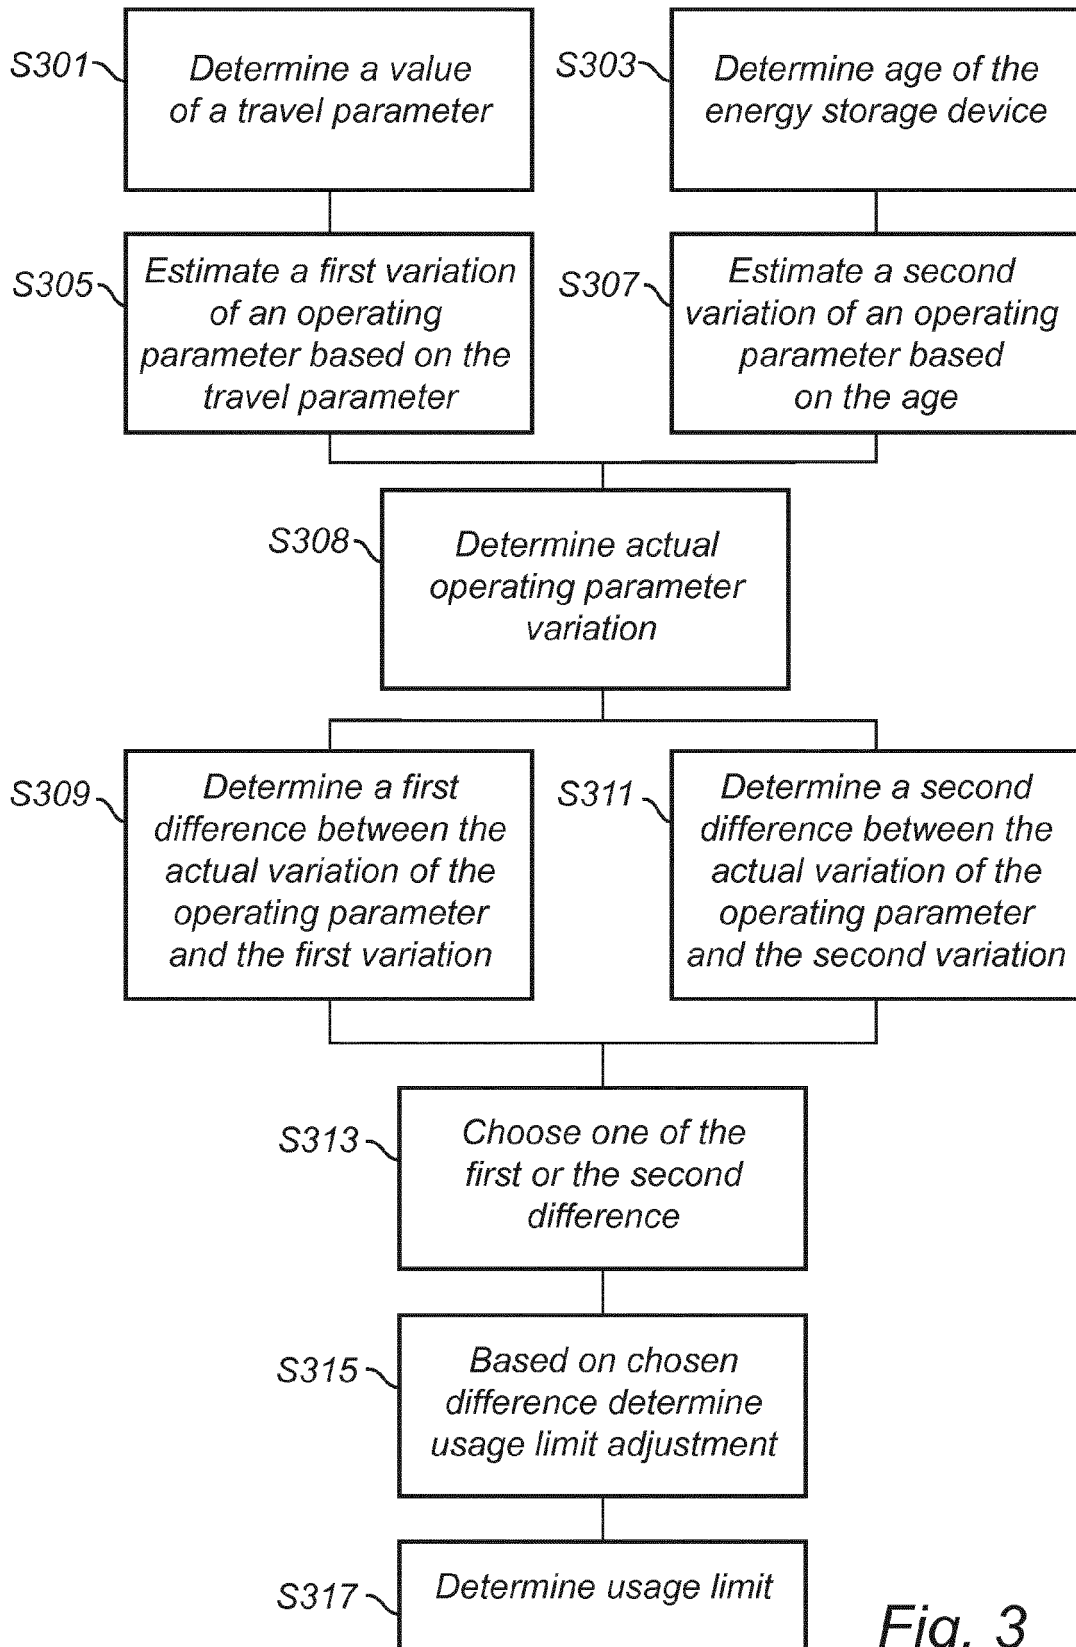 S301
Determine a value
of a travel parameter
S303
Determine age of the
energy storage device
S305
Estimate a first variation
of an operating
parameter based on the
travel parameter
S307
Estimate a second
variation of an operating
parameter based
on the age
S308
Determine actual
operating parameter
variation
S309
Determine a first
difference between the
actual variation of the
operating parameter
and the first variation
S311
Determine a second
difference between the
actual variation of the
operating parameter
and the second variation
S313
Choose one of the
first or the second
difference
S315
Based on chosen
difference determine
usage limit adjustment
S317
Determine usage limit
Fig. 3